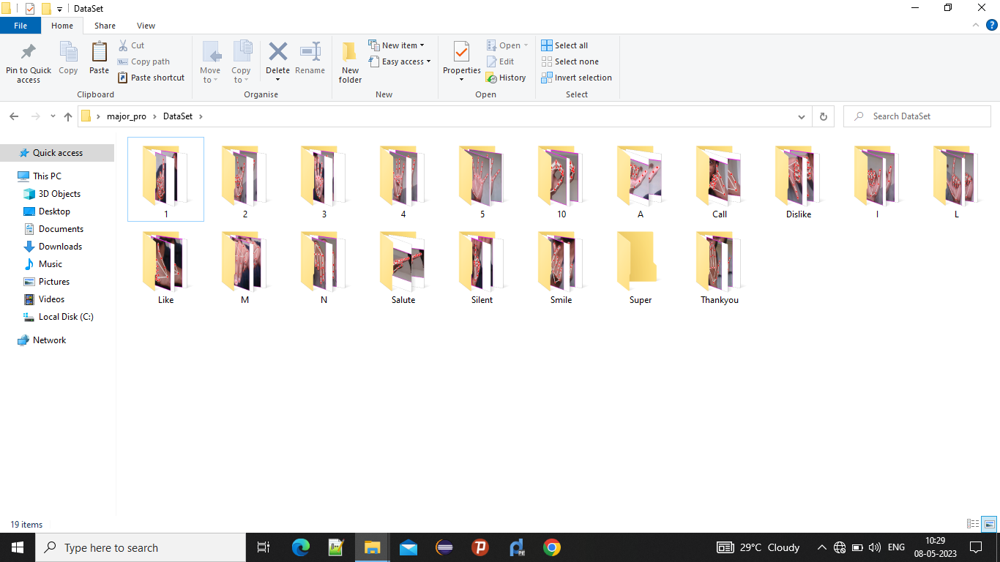 DataSet
File Home Share View
Pin to Quick access
Copy
Paste
Cut
Copy path
Paste shortcut
Clipboard
Move to
Copy to
Delete
Rename
Organise
New folder
New item
Easy access
New
Properties
Open
Edit
History
Open
Select all
Select none
Invert selection
Select
major_pro DataSet
Search DataSet
Quick access
This PC
3D Objects
Desktop
Documents
Downloads
Music
Pictures
Videos
Local Disk (C:)
Network
1 2 3 4 5 10 A Call Dislike I L
Like M N Salute Silent Smile Super Thankyou
19 items
Type here to search
29°C Cloudy
ENG
10:29
08-05-2023